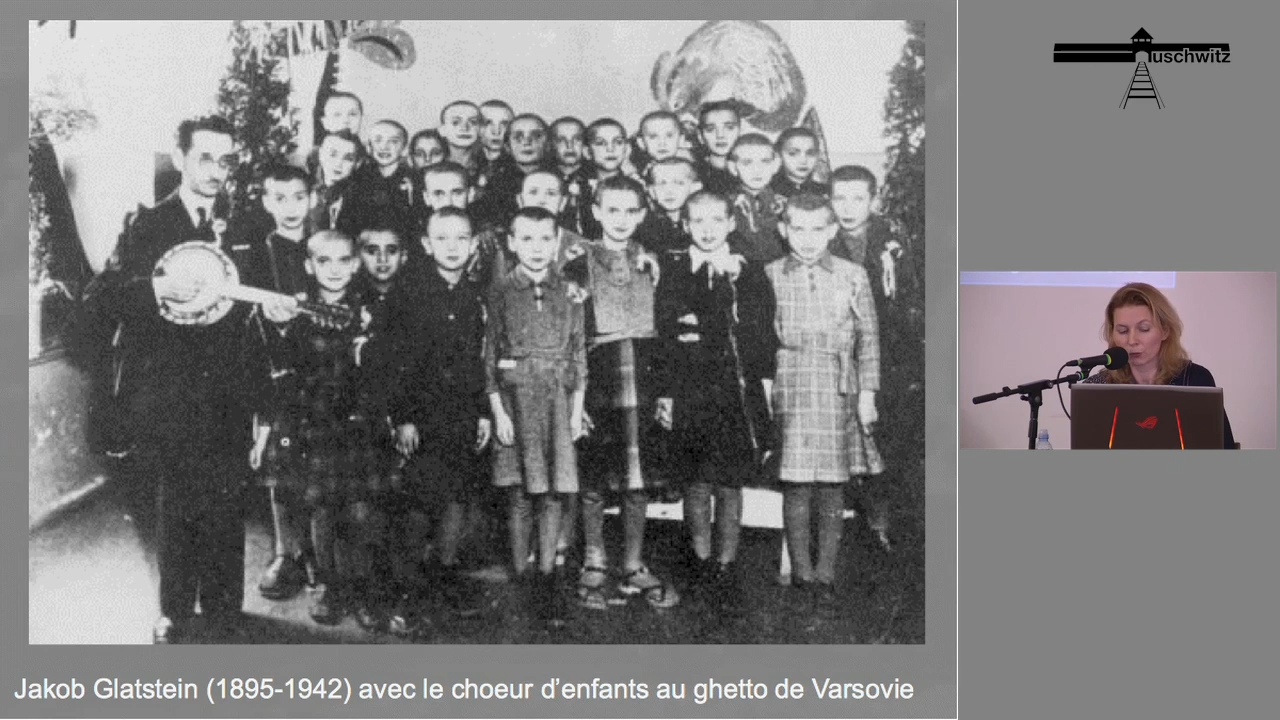 uschwitz
Jakob Glatstein (1895-1942) avec le choeur d’enfants au ghetto de Varsovie